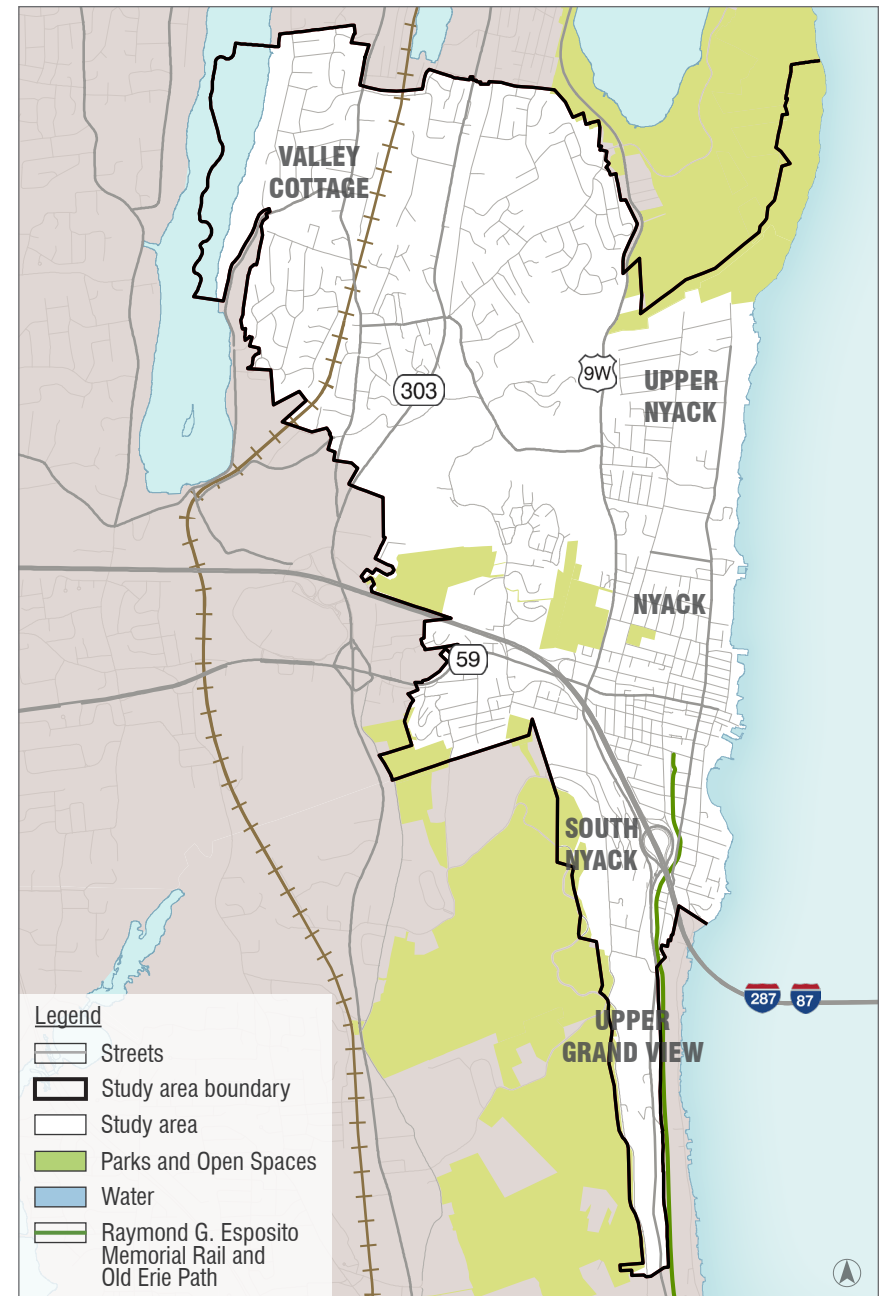 VALLEY
COTTAGE
303
9W
UPPER
NYACK
NYACK
59
SOUTH
NYACK
287
87
UPPER
GRAND VIEW
Legend
Streets
Study area boundary
Study area
Parks and Open Spaces
Water
Raymond G. Esposito
Memorial Rail and
Old Erie Path